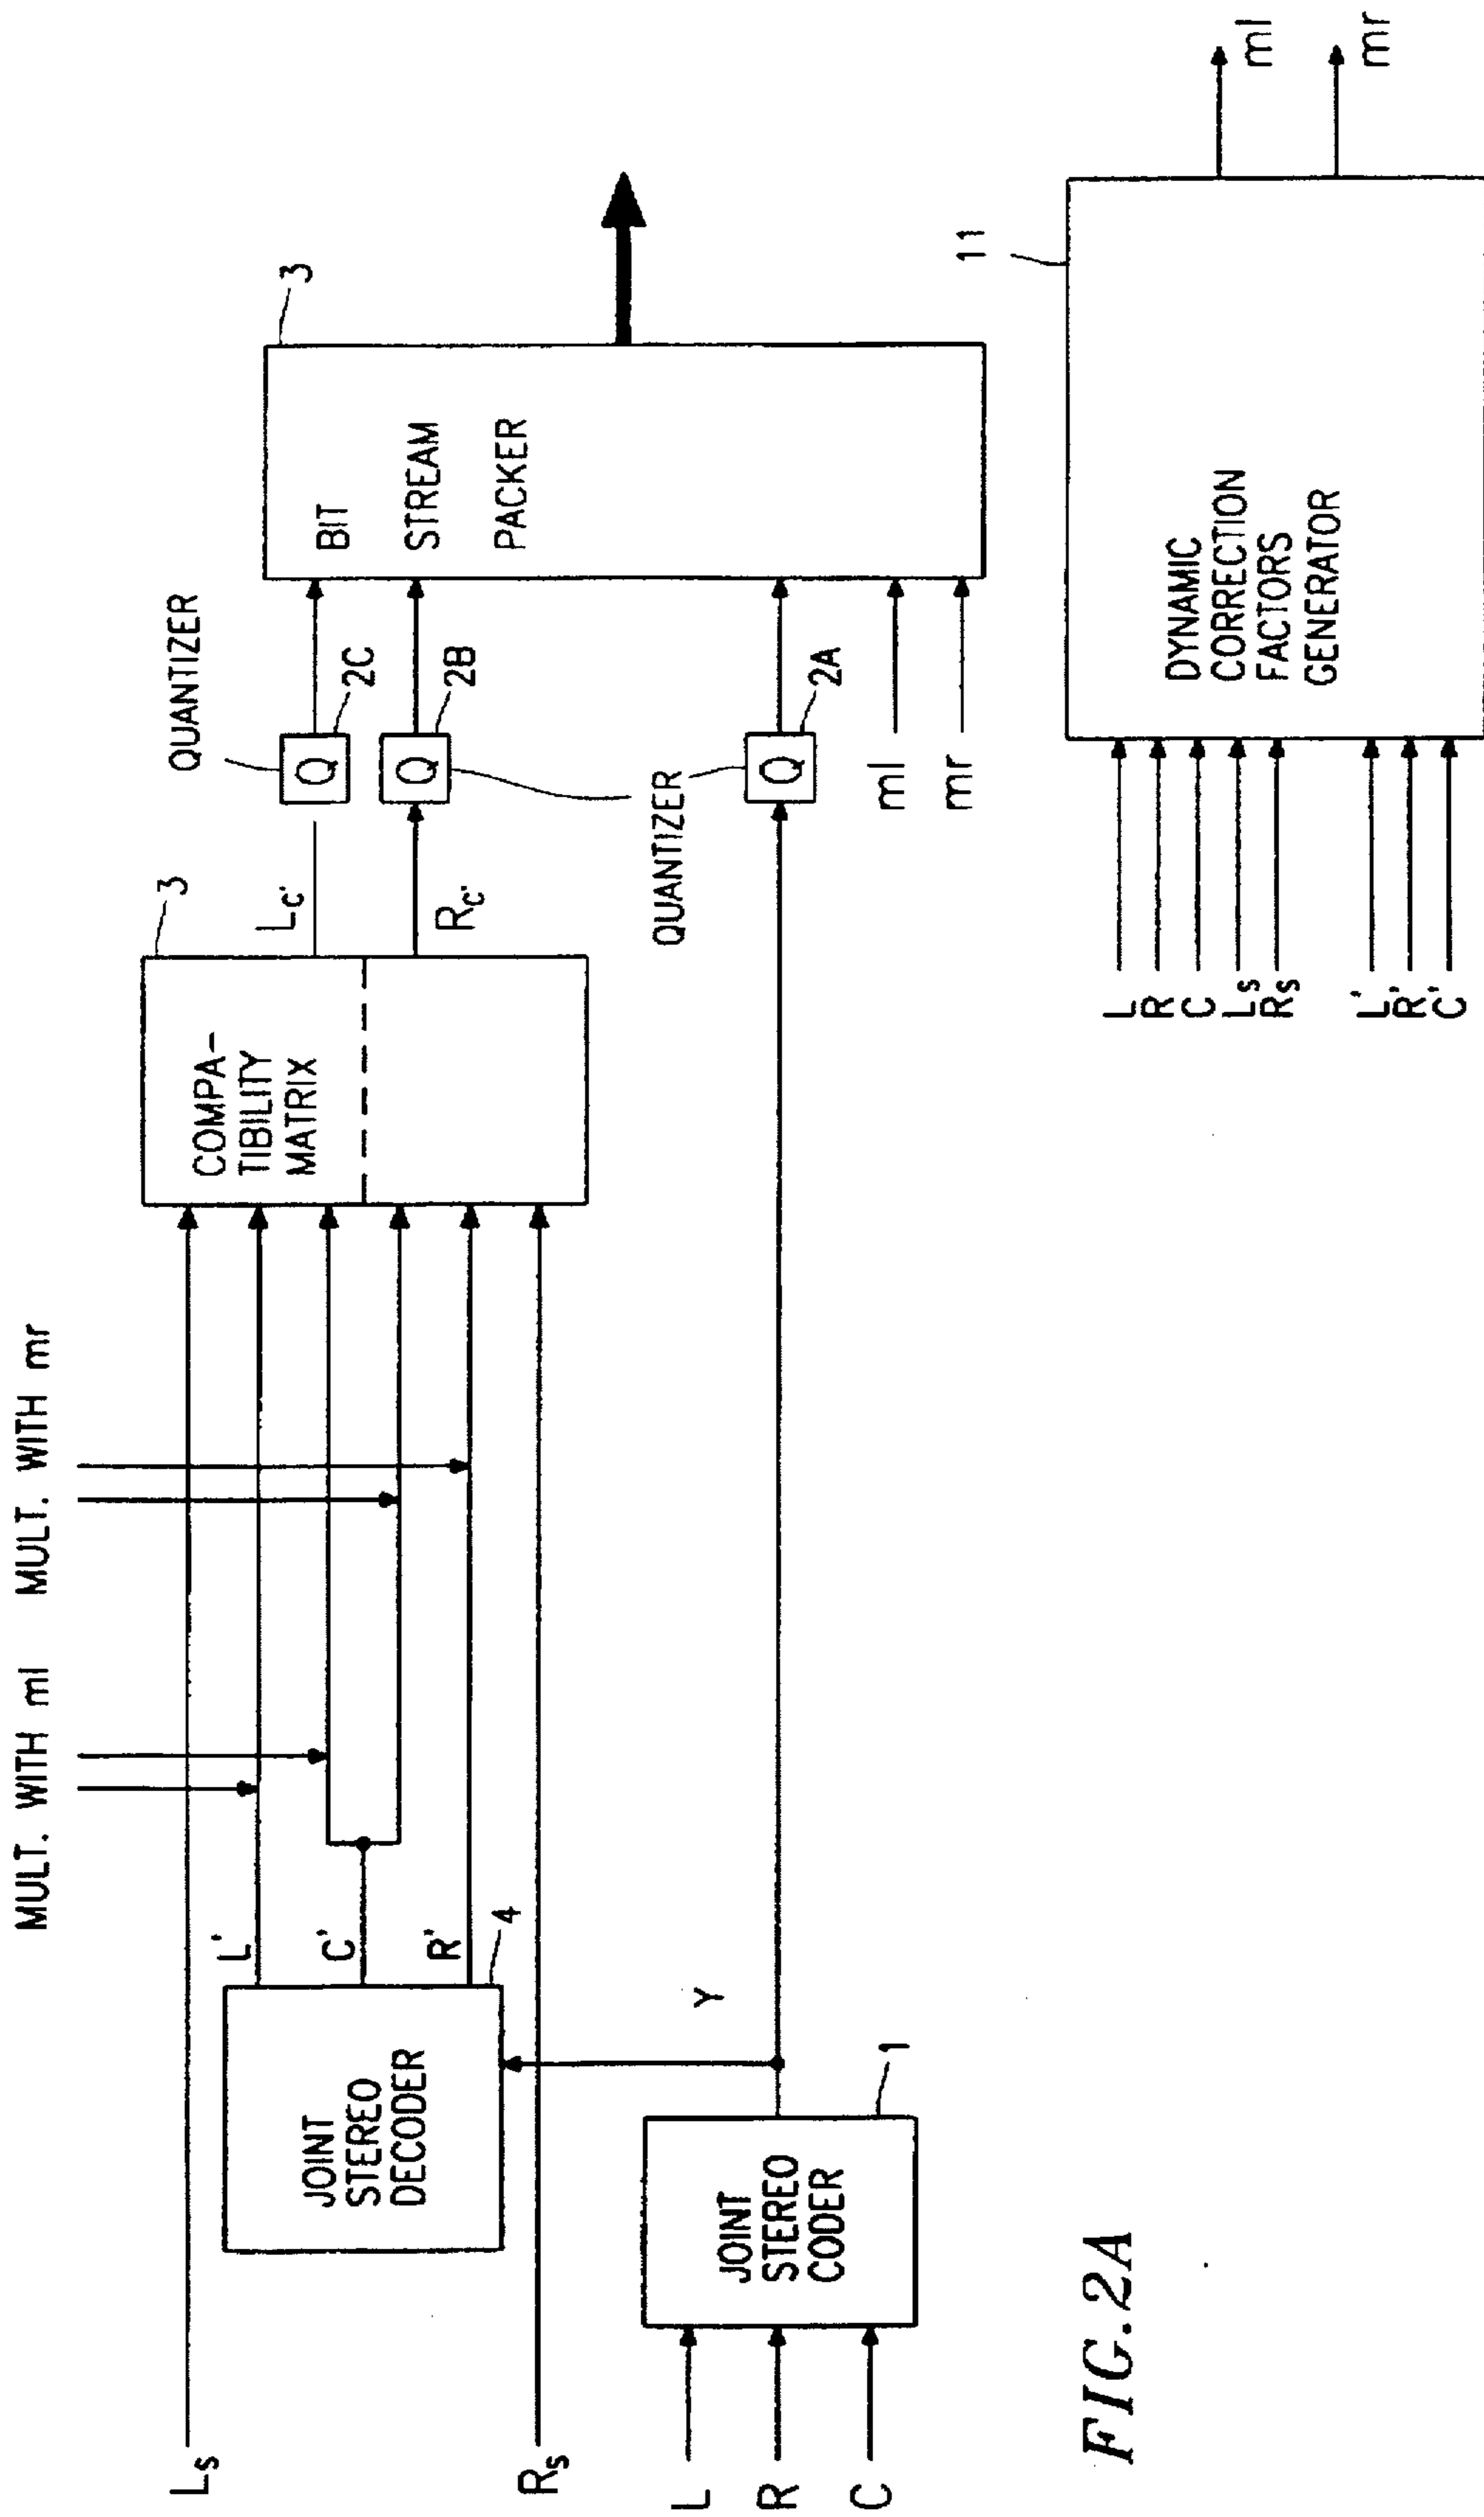 MULT. WITH ml
MULT. WITH mr
Ls
Rs
L
R
C
JOINT
STEREO
DECODER
4
L'
C'
R'
JOINT
STEREO
CODER
1
Y
COMPA-
TIBILITY
MATRIX
3
Lc'
Rc'
QUANTIZER
Q
2C
Q
2B
QUANTIZER
Q
2A
ml
mr
BIT
STREAM
PACKER
3
L
R
C
Ls
Rs
L'
R'
C'
DYNAMIC
CORRECTION
FACTORS
GENERATOR
11
ml
mr
FIG.2A